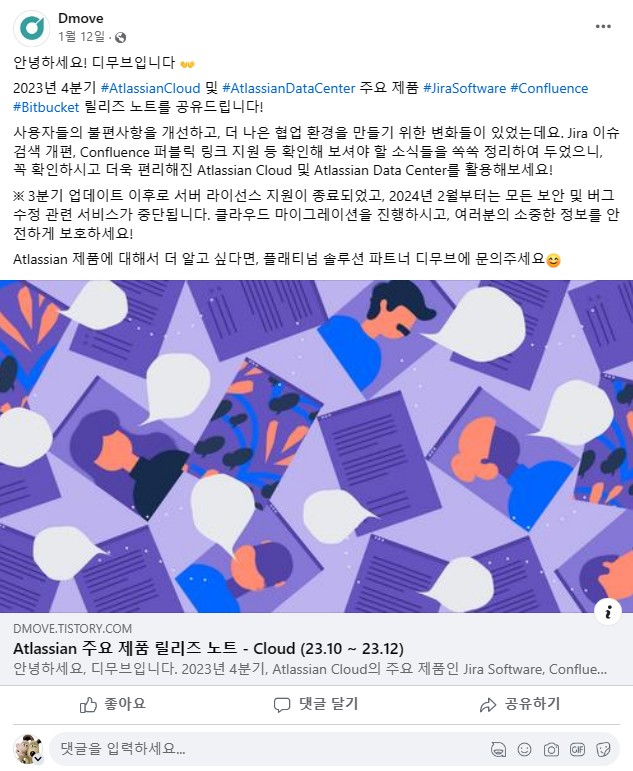 Dmove
1월 12일 ·
안녕하세요! 디무브입니다 👐
2023년 4분기 #AtlassianCloud 및 #AtlassianDataCenter 주요 제품 #JiraSoftware #Confluence
#Bitbucket 릴리즈 노트를 공유드립니다!
사용자들의 불편사항을 개선하고, 더 나은 협업 환경을 만들기 위한 변화들이 있었는데요. Jira 이슈
검색 개편, Confluence 퍼블릭 링크 지원 등 확인해 보셔야 할 소식들을 쏙쏙 정리하여 두었으니,
꼭 확인하시고 더욱 편리해진 Atlassian Cloud 및 Atlassian Data Center를 활용해보세요!
※ 3분기 업데이트 이후로 서버 라이선스 지원이 종료되었고, 2024년 2월부터는 모든 보안 및 버그
수정 관련 서비스가 중단됩니다. 클라우드 마이그레이션을 진행하시고, 여러분의 소중한 정보를 안
전하게 보호하세요!
Atlassian 제품에 대해서 더 알고 싶다면, 플래티넘 솔루션 파트너 디무브에 문의주세요😊
DMOVE.TISTORY.COM
Atlassian 주요 제품 릴리즈 노트 - Cloud (23.10 ~ 23.12)
안녕하세요, 디무브입니다. 2023년 4분기, Atlassian Cloud의 주요 제품인 Jira Software, Conflue...
좋아요 댓글 달기 공유하기
댓글을 입력하세요... GIF